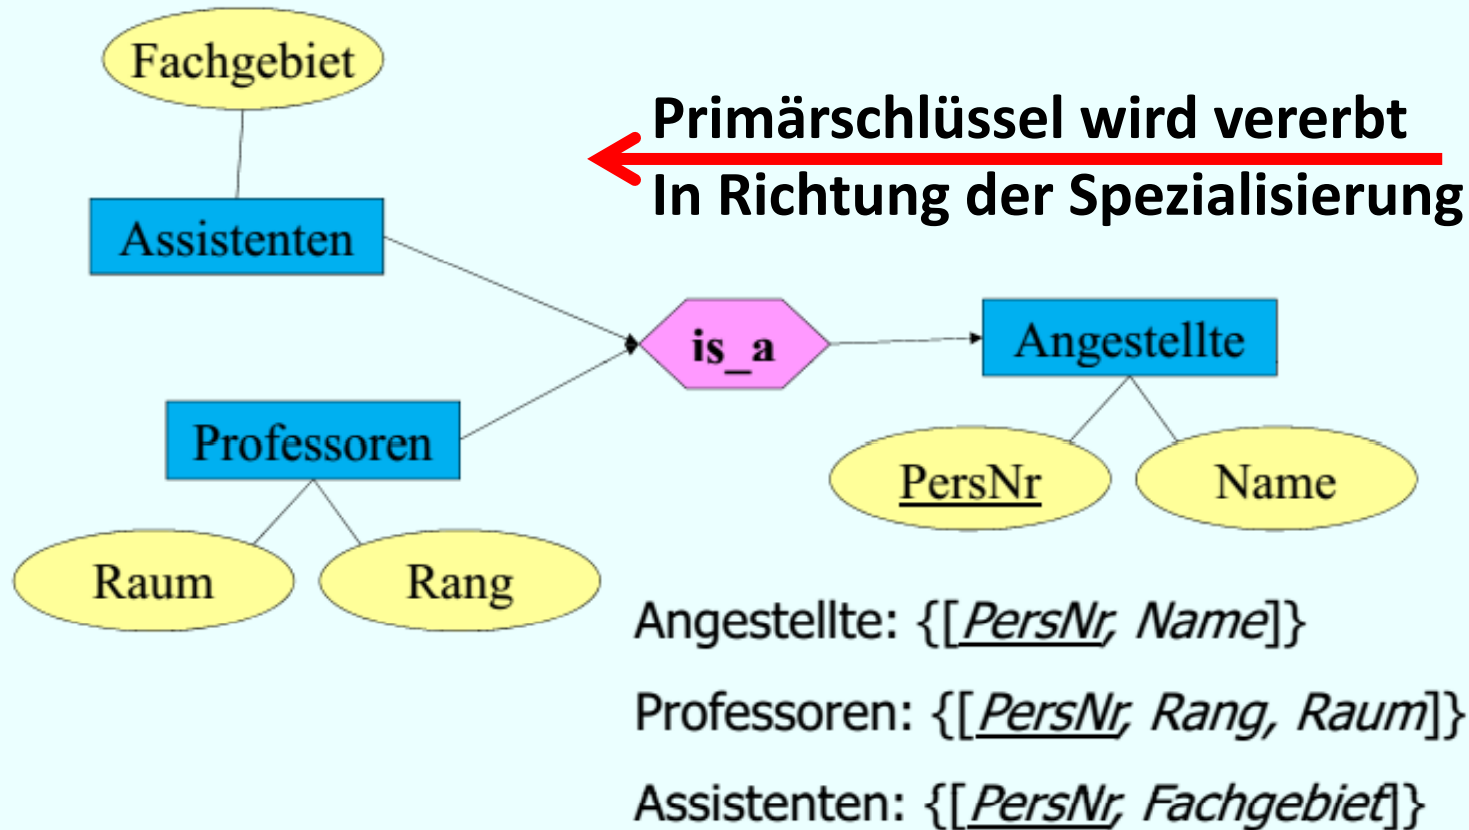 Fachgebiet
Primärschlüssel wird vererbt
In Richtung der Spezialisierung
Assistenten
is_a
Angestellte
Professoren
PersNr
Name
Raum
Rang
Angestellte: {[PersNr, Name]}
Professoren: {[PersNr, Rang, Raum]}
Assistenten: {[PersNr, Fachgebiet]}